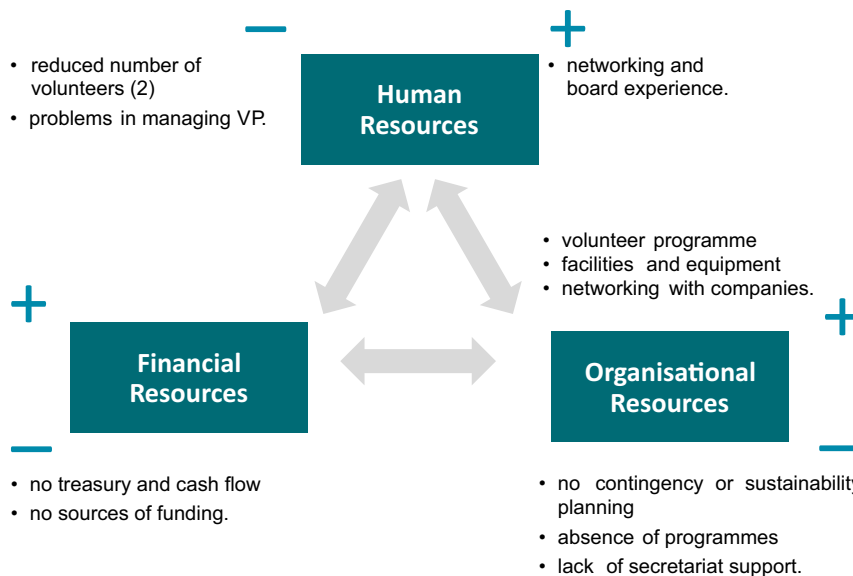 − +
• reduced number of
volunteers (2)
• problems in managing VP.
Human
Resources
• networking and
board experience.
• volunteer programme
• facilities and equipment
• networking with companies.
+
Financial
Resources
−
• no treasury and cash flow
• no sources of funding.
+
Organisational
Resources
−
• no contingency or sustainability
planning
• absence of programmes
• lack of secretariat support.